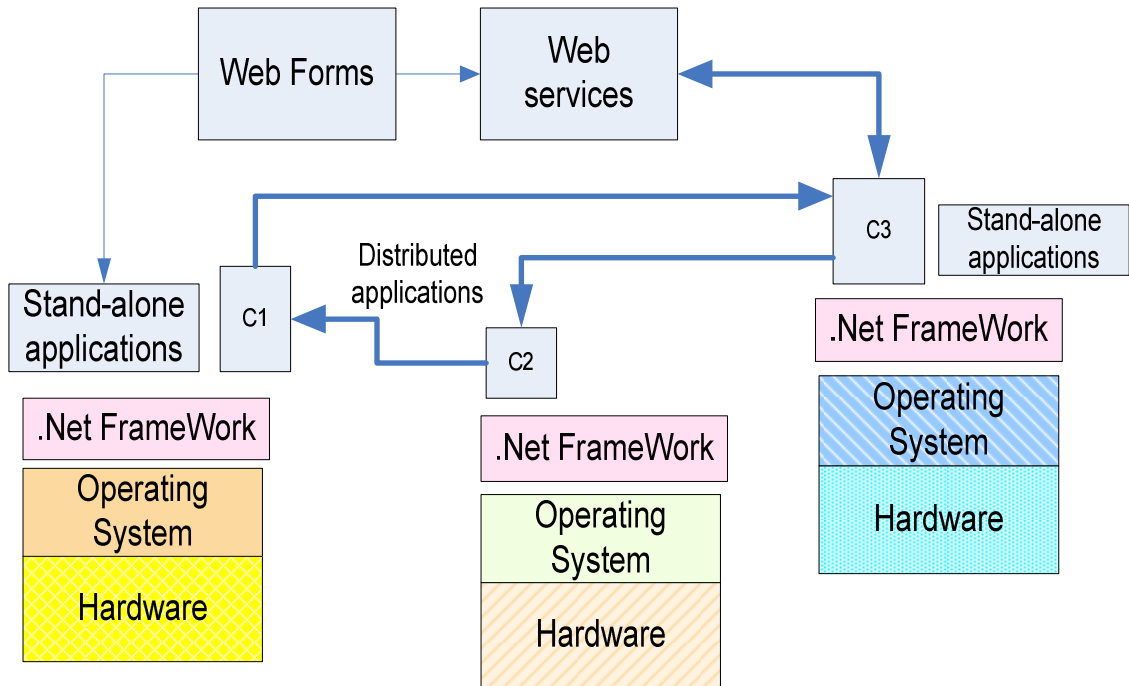 Web Forms
Web
services
C3
Stand-alone
applications
Distributed
applications
C1
Stand-alone
applications
C2
.Net FrameWork
Operating
System
Hardware
.Net FrameWork
Operating
System
Hardware
.Net FrameWork
Operating
System
Hardware